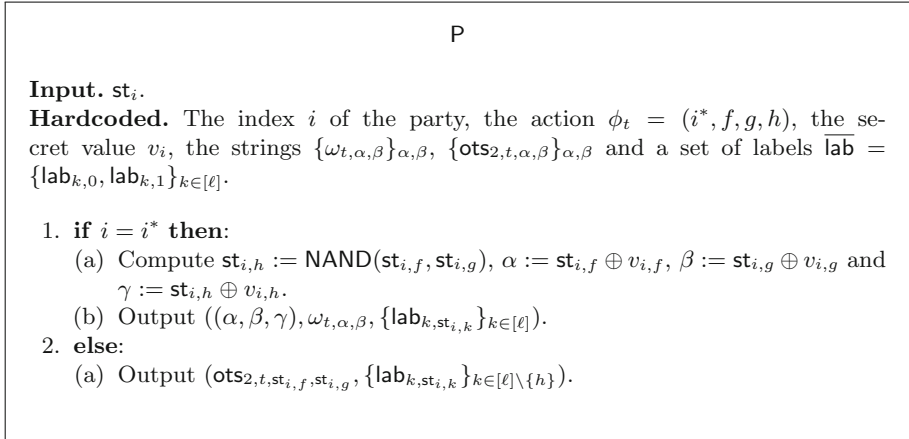 P
Input. st_i.
Hardcoded. The index i of the party, the action ϕ_t = (i*, f, g, h), the se-
cret value v_i, the strings {ω_{t,α,β}}_{α,β}, {ots_{2,t,α,β}}_{α,β} and a set of labels \overline{lab} =
{lab_{k,0}, lab_{k,1}}_{k∈[ℓ]}.
1. if i = i* then:
(a) Compute st_{i,h} := NAND(st_{i,f}, st_{i,g}), α := st_{i,f} ⊕ v_{i,f}, β := st_{i,g} ⊕ v_{i,g} and
γ := st_{i,h} ⊕ v_{i,h}.
(b) Output ((α, β, γ), ω_{t,α,β}, {lab_{k,st_{i,k}}}_{k∈[ℓ]}).
2. else:
(a) Output (ots_{2,t,st_{i,f},st_{i,g}}, {lab_{k,st_{i,k}}}_{k∈[ℓ]\{h}}).